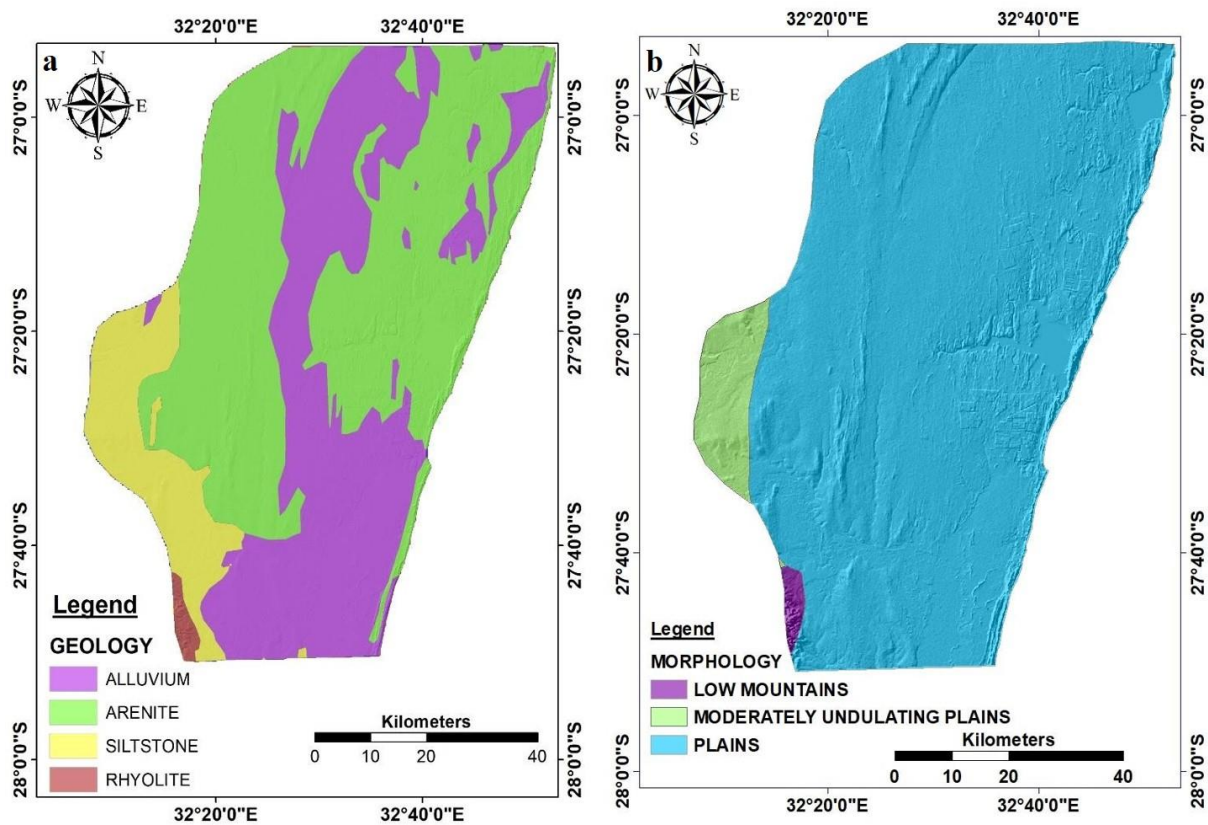 32°20'0"E 32°40'0"E
a
N
W E
S
27°0'0"S
27°20'0"S
27°40'0"S
28°0'0"S
Legend
GEOLOGY
ALLUVIUM
ARENITE
SILTSTONE
RHYOLITE
Kilometers
0 10 20 40
32°20'0"E 32°40'0"E
32°20'0"E 32°40'0"E
b
N
W E
S
27°0'0"S
27°20'0"S
27°40'0"S
28°0'0"S
Legend
MORPHOLOGY
LOW MOUNTAINS
MODERATELY UNDULATING PLAINS
PLAINS
Kilometers
0 10 20 40
32°20'0"E 32°40'0"E